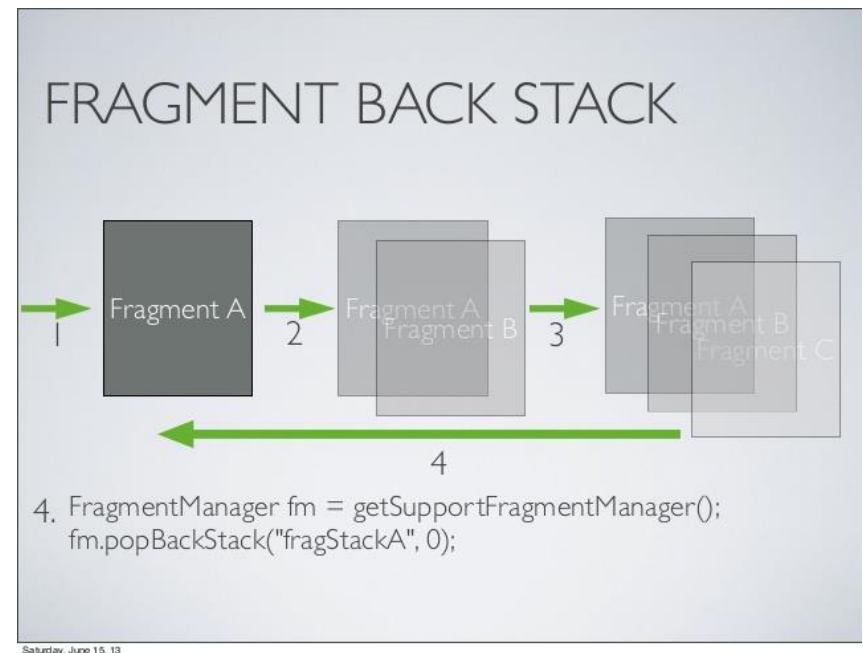 FRAGMENT BACK STACK
1
Fragment A
2
Fragment A
Fragment B
3
Fragment A
Fragment B
Fragment C
4
4. FragmentManager fm = getSupportFragmentManager();
fm.popBackStack("fragStackA", 0);
Saturday, June 15, 13